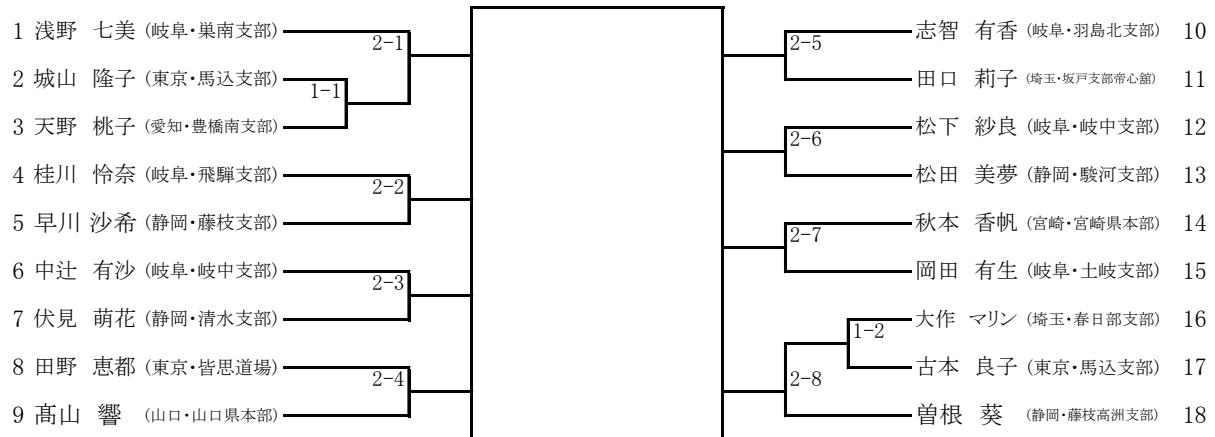 1 浅野 七美 (岐阜・巣南支部)
2-1
2 城山 隆子 (東京・馬込支部)
1-1
3 天野 桃子 (愛知・豊橋南支部)
4 桂川 怜奈 (岐阜・飛騨支部)
2-2
5 早川 沙希 (静岡・藤枝支部)
6 中辻 有沙 (岐阜・岐中支部)
2-3
7 伏見 萌花 (静岡・清水支部)
8 田野 恵都 (東京・皆思道場)
2-4
9 髙山 響 (山口・山口県本部)
志智 有香 (岐阜・羽島北支部) 10
2-5
田口 莉子 (埼玉・坂戸支部帝心舘) 11
松下 紗良 (岐阜・岐中支部) 12
2-6
松田 美夢 (静岡・駿河支部) 13
秋本 香帆 (宮崎・宮崎県本部) 14
2-7
岡田 有生 (岐阜・土岐支部) 15
大作 マリン (埼玉・春日部支部) 16
1-2
古本 良子 (東京・馬込支部) 17
2-8
曽根 葵 (静岡・藤枝高洲支部) 18